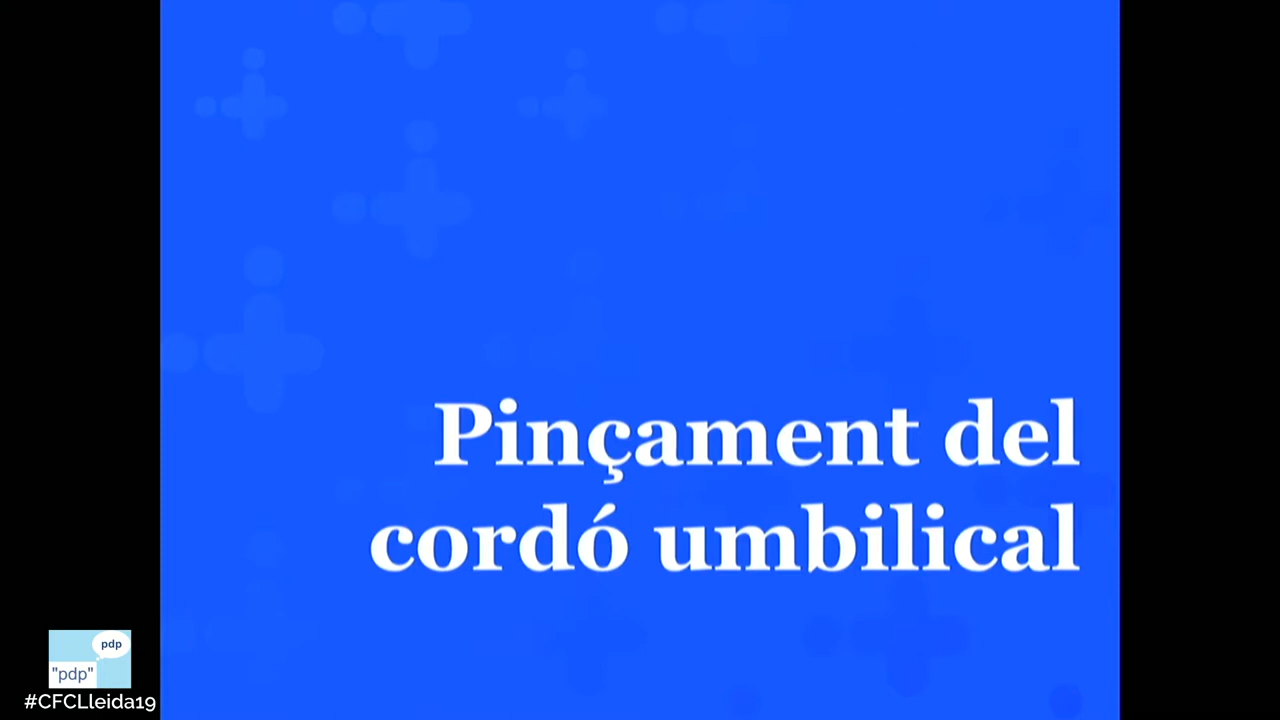 Pinçament del
cordó umbilical
pdp
"pdp"
#CFCLleida19